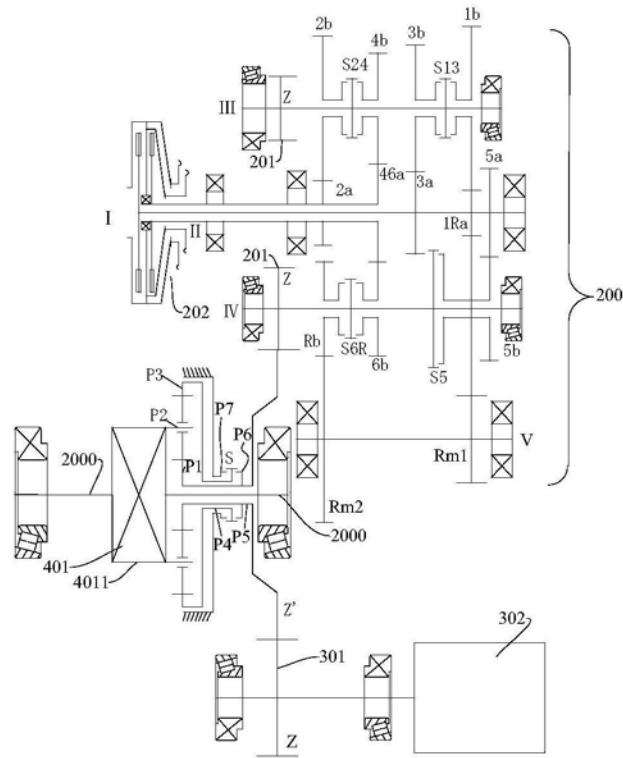 2b
4b
3b
1b
S24
S13
III
Z
201
5a
2a
46a
3a
I
II
1Ra
201
Z
200
202
IV
Rb
S6R
6b
S5
5b
P3
P7
P2
P6
S
P1
V
Rm1
2000
Rm2
2000
P4
P5
401
4011
Z'
302
301
Z